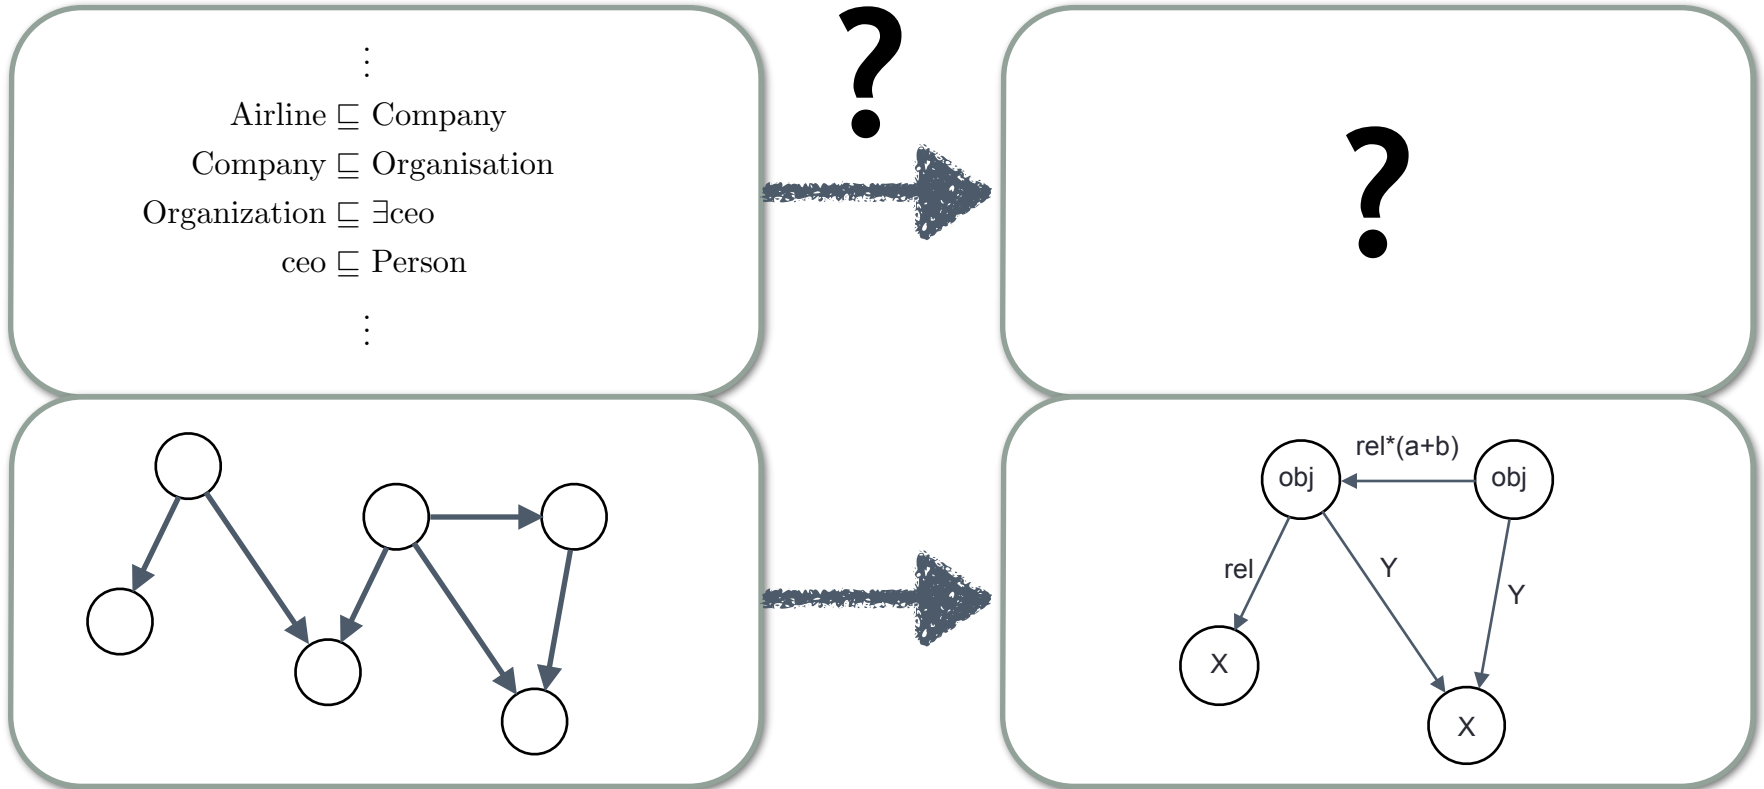 ⋮
Airline ⊑ Company
Company ⊑ Organisation
Organization ⊑ ∃ceo
ceo ⊑ Person
⋮
?
?
rel*(a+b)
obj
obj
rel
Y
Y
X
X